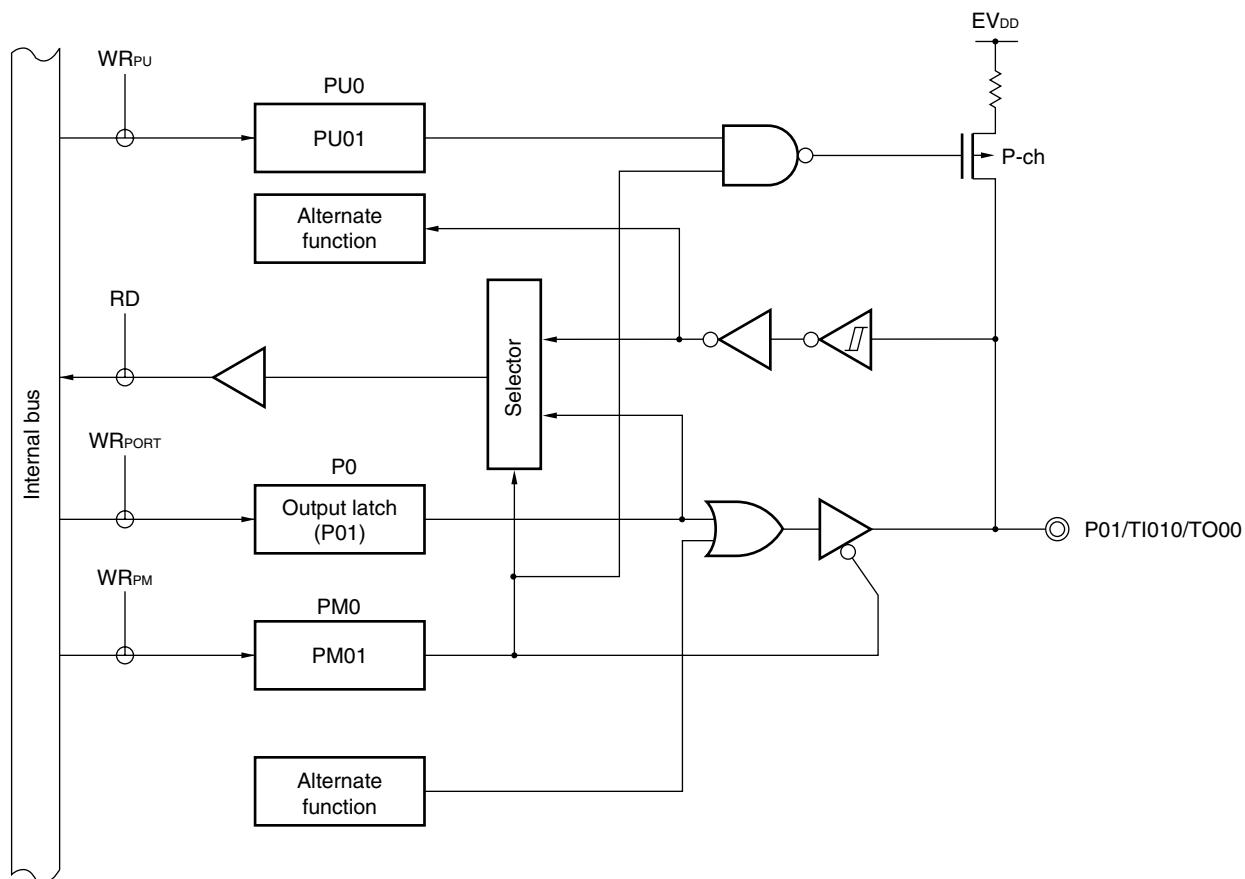 EVDD
WRPU
PU0
PU01
P-ch
Alternate
function
RD
Selector
Internal bus
WRPORT
P0
Output latch
(P01)
P01/TI010/TO00
WRPM
PM0
PM01
Alternate
function